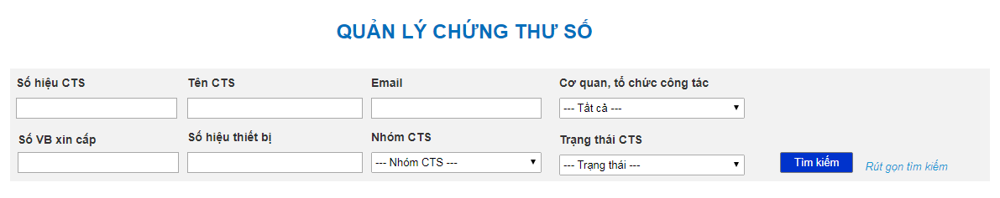 QUẢN LÝ CHỨNG THƯ SỐ
Số hiệu CTS Tên CTS Email Cơ quan, tổ chức công tác
--- Tất cả ---
Số VB xin cấp Số hiệu thiết bị Nhóm CTS Trạng thái CTS
--- Nhóm CTS --- --- Trạng thái --- Tìm kiếm Rút gọn tìm kiếm